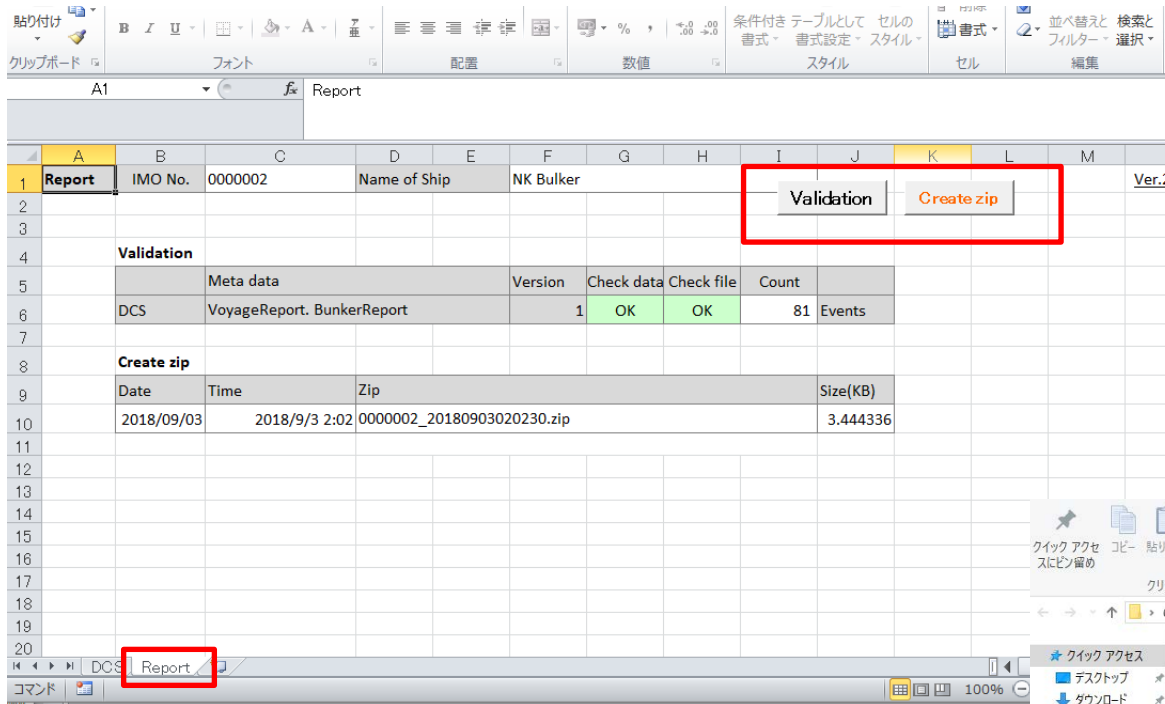 貼り付け
B I U
A
%
条件付き テーブルとして セルの
書式 書式設定 スタイル
書式
並べ替えと 検索と
フィルター 選択
クリップボード フォント 配置 数値 スタイル セル 編集
A1 fx Report
A B C D E F G H I J K L M
1 Report IMO No. 0000002 Name of Ship NK Bulker Validation Create zip
2
3
4 Validation
5 Meta data Version Check data Check file Count
6 DCS VoyageReport. BunkerReport 1 OK OK 81 Events
7
8 Create zip
9 Date Time Zip Size(KB)
10 2018/09/03 2018/9/3 2:02 0000002_20180903020230.zip 3.444336
11
12
13
14
15
16
17
18
19
20
クイック アクセ コピー
スにピン留め
DCS Report
コマンド 100%
クイック アクセス
デスクトップ
ダウンロード